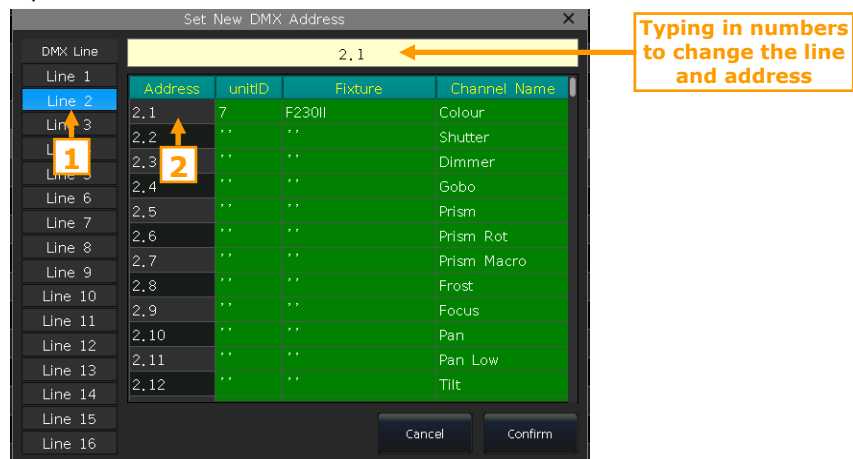 Set New DMX Address ×
DMX Line
2.1
Typing in numbers
to change the line
and address
Line 1
Line 2
Line 3
Line 6
Line 7
Line 8
Line 9
Line 10
Line 11
Line 12
Line 13
Line 14
Line 15
Line 16
1
2
Address unitID Fixture Channel Name
2.1 7 F230II Colour
2.2 '' '' Shutter
2.3 '' '' Dimmer
2.4 '' '' Gobo
2.5 '' '' Prism
2.6 '' '' Prism Rot
2.7 '' '' Prism Macro
2.8 '' '' Frost
2.9 '' '' Focus
2.10 '' '' Pan
2.11 '' '' Pan Low
2.12 '' '' Tilt
Cancel Confirm